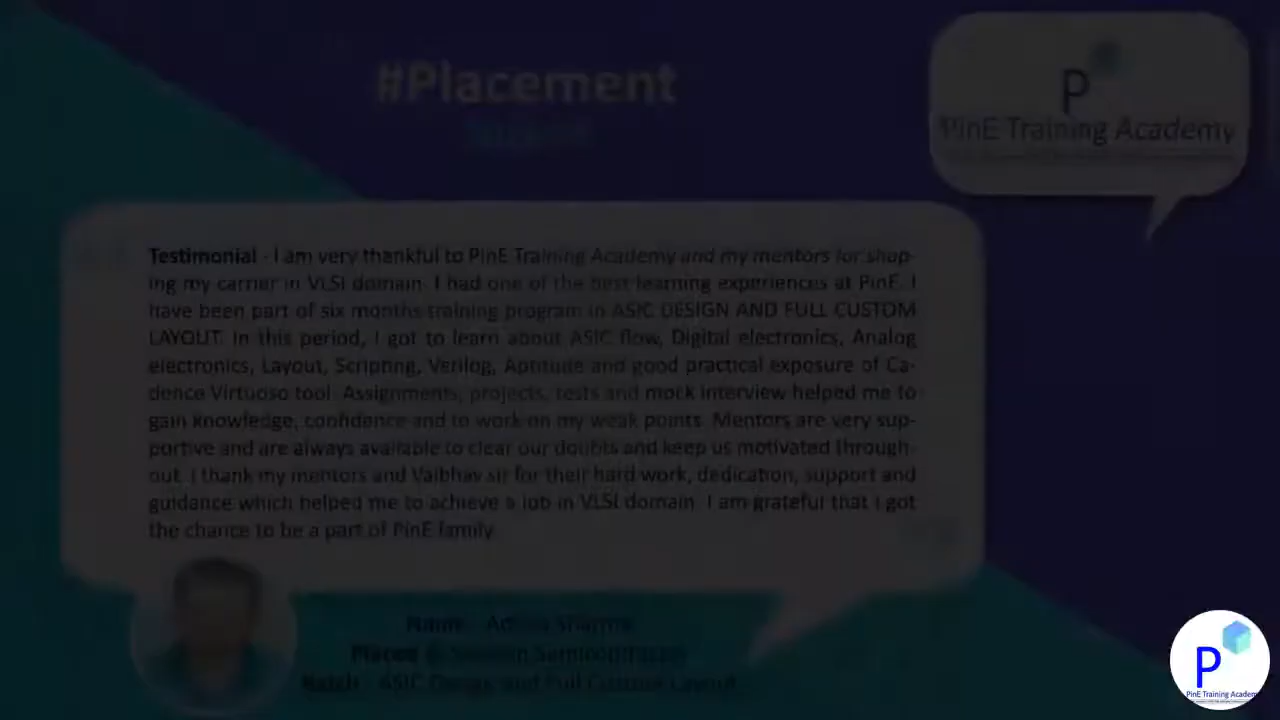 #Placement
P
PinE Training Academy
Testimonial - I am very thankful to PinE Training Academy and my mentors for shap-
ing my carrier in VLSI domain. I had one of the best learning experiences at PinE. I
have been part of six months training program in ASIC DESIGN AND FULL CUSTOM
LAYOUT. In this period, I got to learn about ASIC flow, Digital electronics, Analog
electronics, Layout, Scripting, Verilog, Aptitude and good practical exposure of Ca-
dence Virtuoso tool. Assignments, projects, tests and mock interview helped me to
gain knowledge, confidence and to work on my weak points. Mentors are very sup-
portive and are always available to clear our doubts and keep us motivated through-
out. I thank my mentors and Vaibhav sir for their hard work, dedication, support and
guidance which helped me to achieve a job in VLSI domain. I am grateful that I got
the chance to be a part of PinE family.
Name - Sharma
Placed @ Semiconductor
Batch - ASIC Design and Full Custom Layout
P
PinE Training Academy